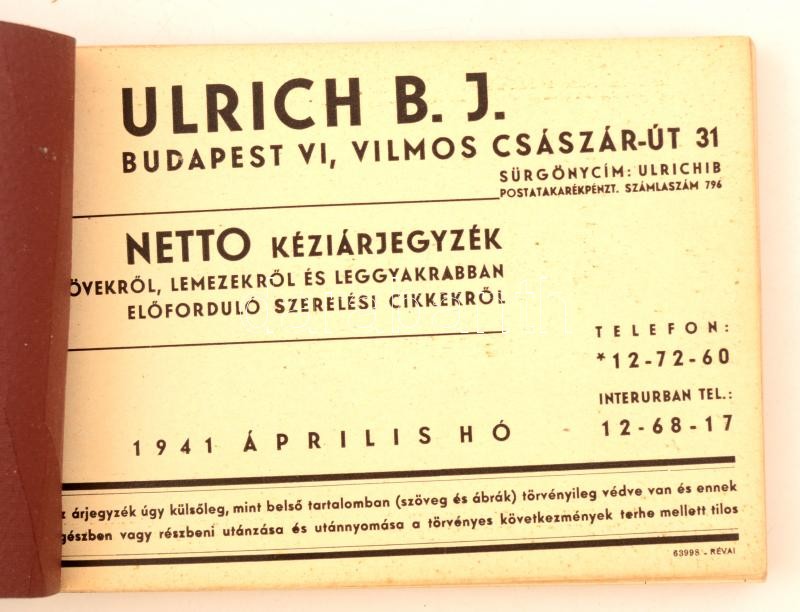 ULRICH B. J.
BUDAPEST VI, VILMOS CSÁSZÁR-ÚT 31
SÜRGÖNYCÍM: ULRICHIB
POSTATAKARÉKPÉNZT. SZÁMLASZÁM 796
NETTO KÉZIÁRJEGYZÉK
ÖVEKRŐL, LEMEZEKRŐL ÉS LEGGYAKRABBAN
ELŐFORDULÓ SZERELÉSI CIKKEKRŐL
TELEFON:
*12-72-60
INTERURBAN TEL.:
12-68-17
1941 ÁPRILIS HÓ
z árjegyzék úgy külsőleg, mint belső tartalomban (szöveg és ábrák) törvényileg védve van és ennek
gészben vagy részbeni utánzása és utánnyomása a törvényes következmények terhe mellett tilos
63998 - RÉVAI